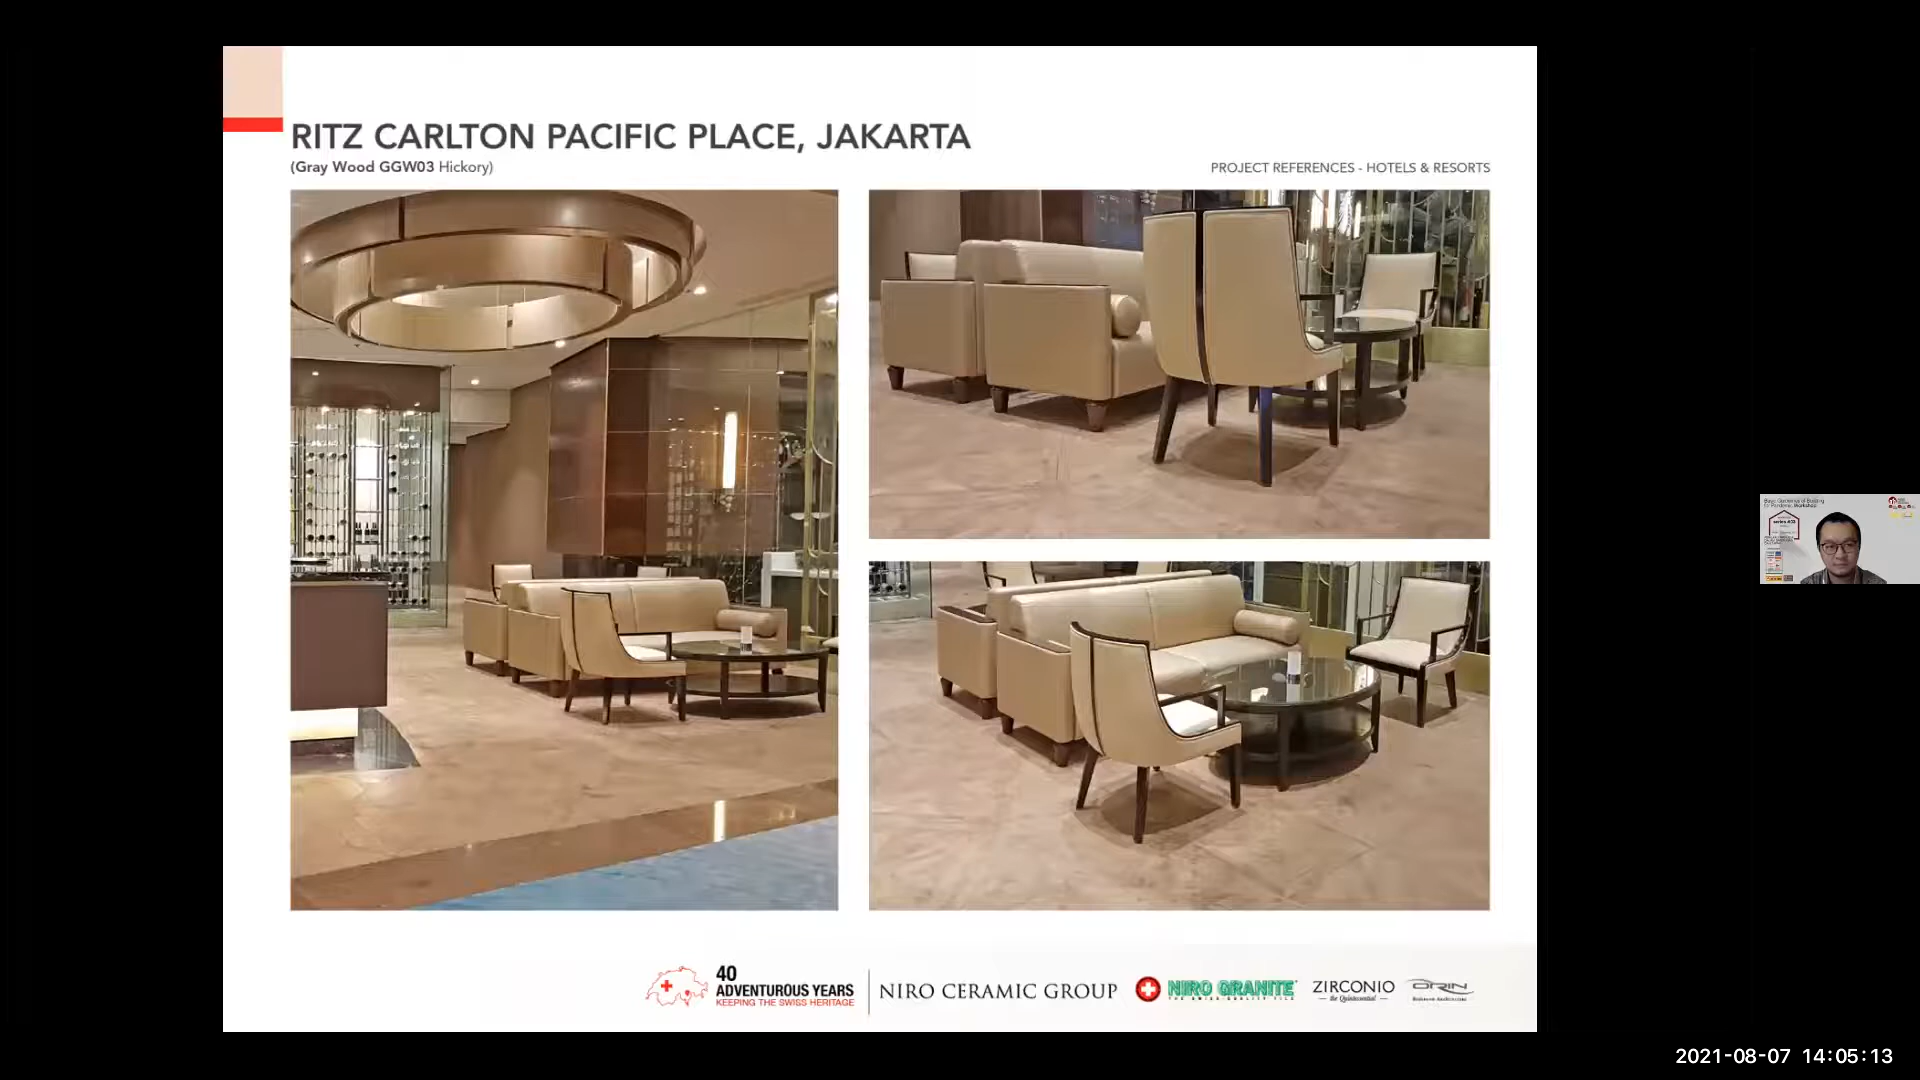 RITZ CARLTON PACIFIC PLACE, JAKARTA
(Gray Wood GGW03 Hickory)
PROJECT REFERENCES - HOTELS & RESORTS
40
ADVENTUROUS YEARS
KEEPING THE SWISS HERITAGE
NIRO CERAMIC GROUP
NIRO GRANITE
THE SWISS QUALITY TILE
ZIRCONIO
the Quintessential
ORIN
2021-08-07 14:05:13